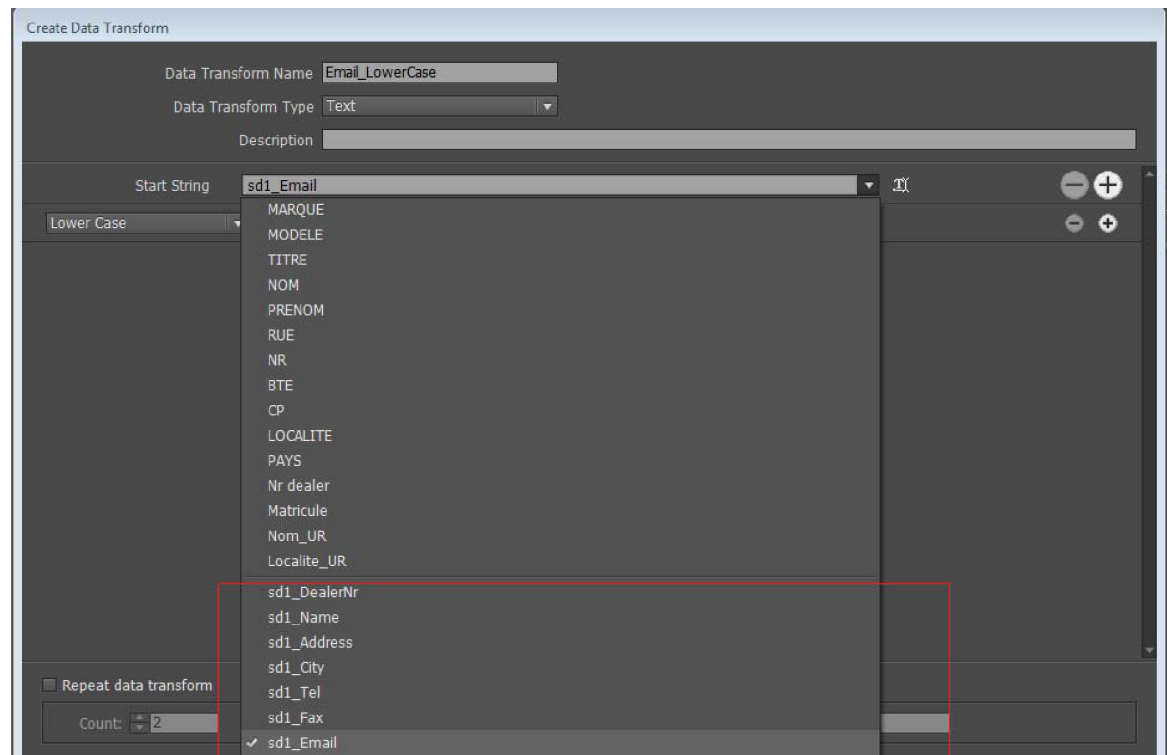 Create Data Transform
Data Transform Name Email_LowerCase
Data Transform Type Text
Description
Start String sd1_Email
Lower Case
MARQUE
MODELE
TITRE
NOM
PRENOM
RUE
NR
BTE
CP
LOCALITE
PAYS
Nr dealer
Matricule
Nom_UR
Localite_UR
sd1_DealerNr
sd1_Name
sd1_Address
sd1_City
sd1_Tel
sd1_Fax
sd1_Email
Repeat data transform
Count: 2